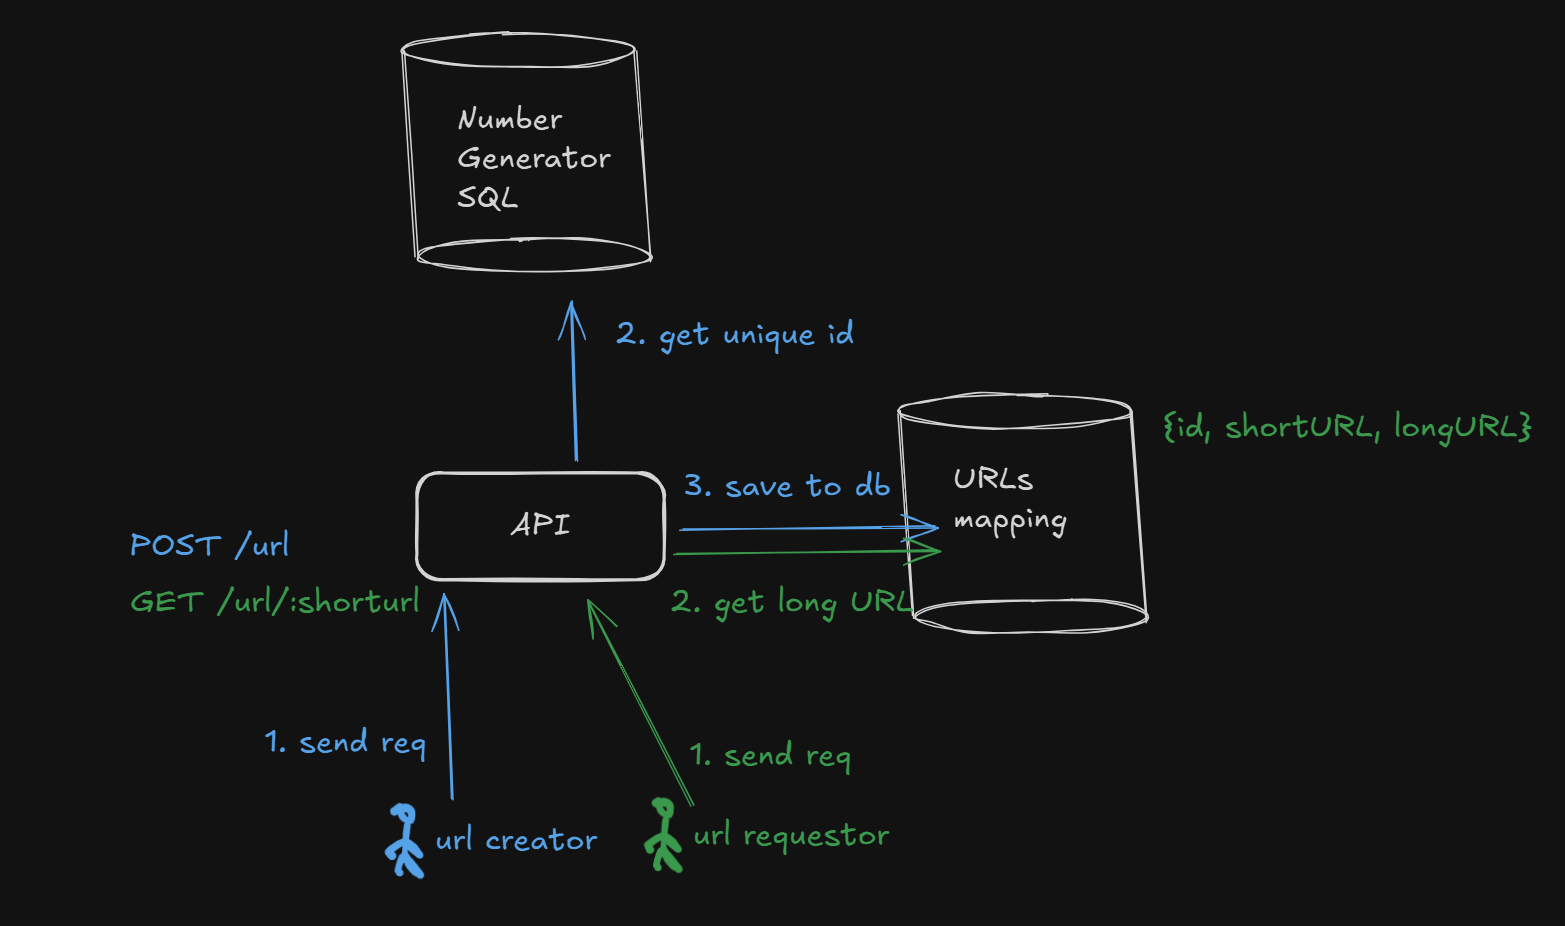 Number
Generator
SQL
2. get unique id
{id, shortURL, longURL}
URLs
mapping
3. save to db
API
POST /url
GET /url/:shorturl
2. get long URL
1. send req
1. send req
url creator
url requestor